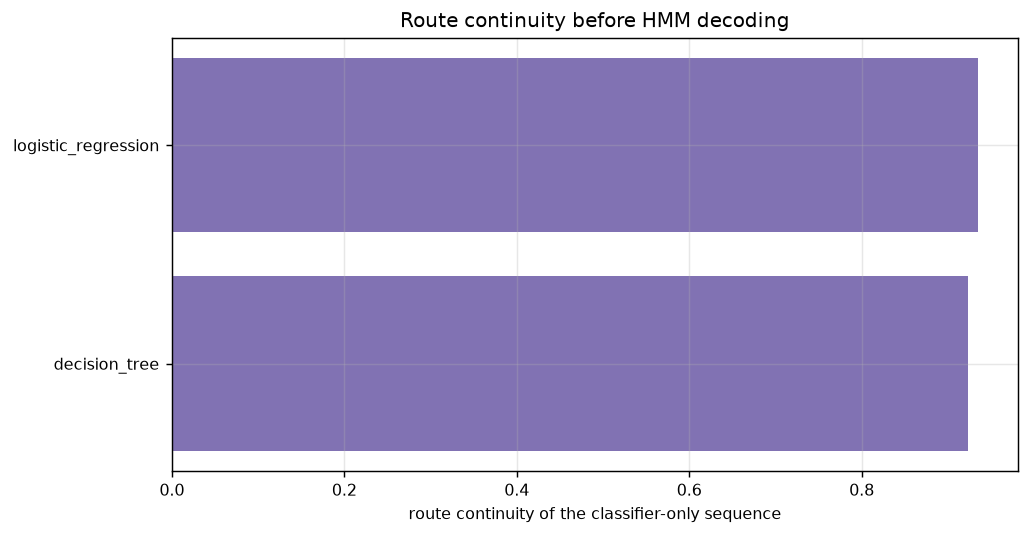 Route continuity before HMM decoding
logistic_regression
decision_tree
0.0 0.2 0.4 0.6 0.8
route continuity of the classifier-only sequence